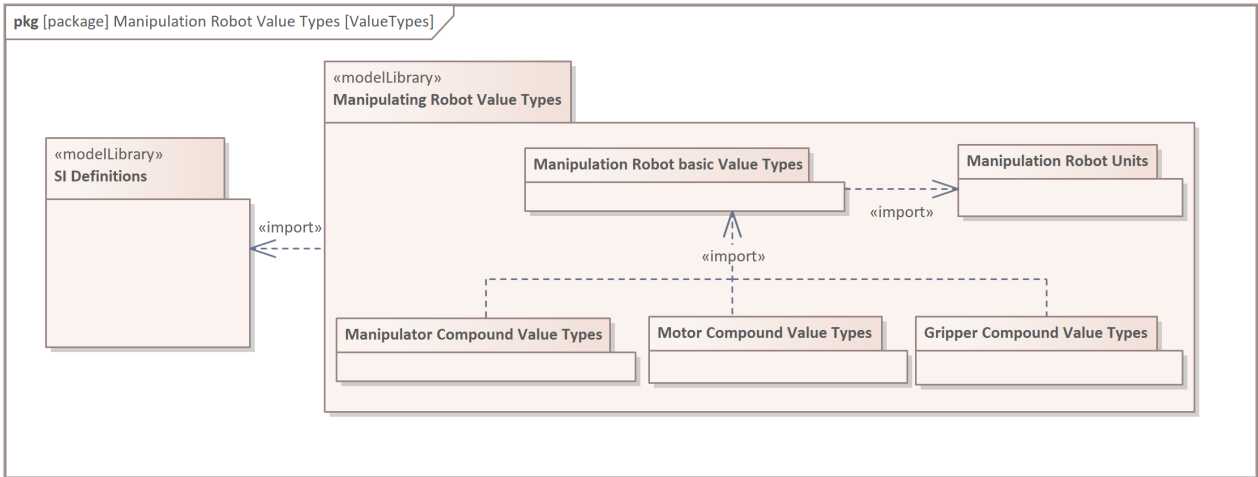 pkg [package] Manipulation Robot Value Types [ValueTypes]
«modelLibrary»
Manipulating Robot Value Types
«modelLibrary»
SI Definitions
«import»
Manipulation Robot basic Value Types
Manipulation Robot Units
«import»
«import»
Manipulator Compound Value Types
Motor Compound Value Types
Gripper Compound Value Types